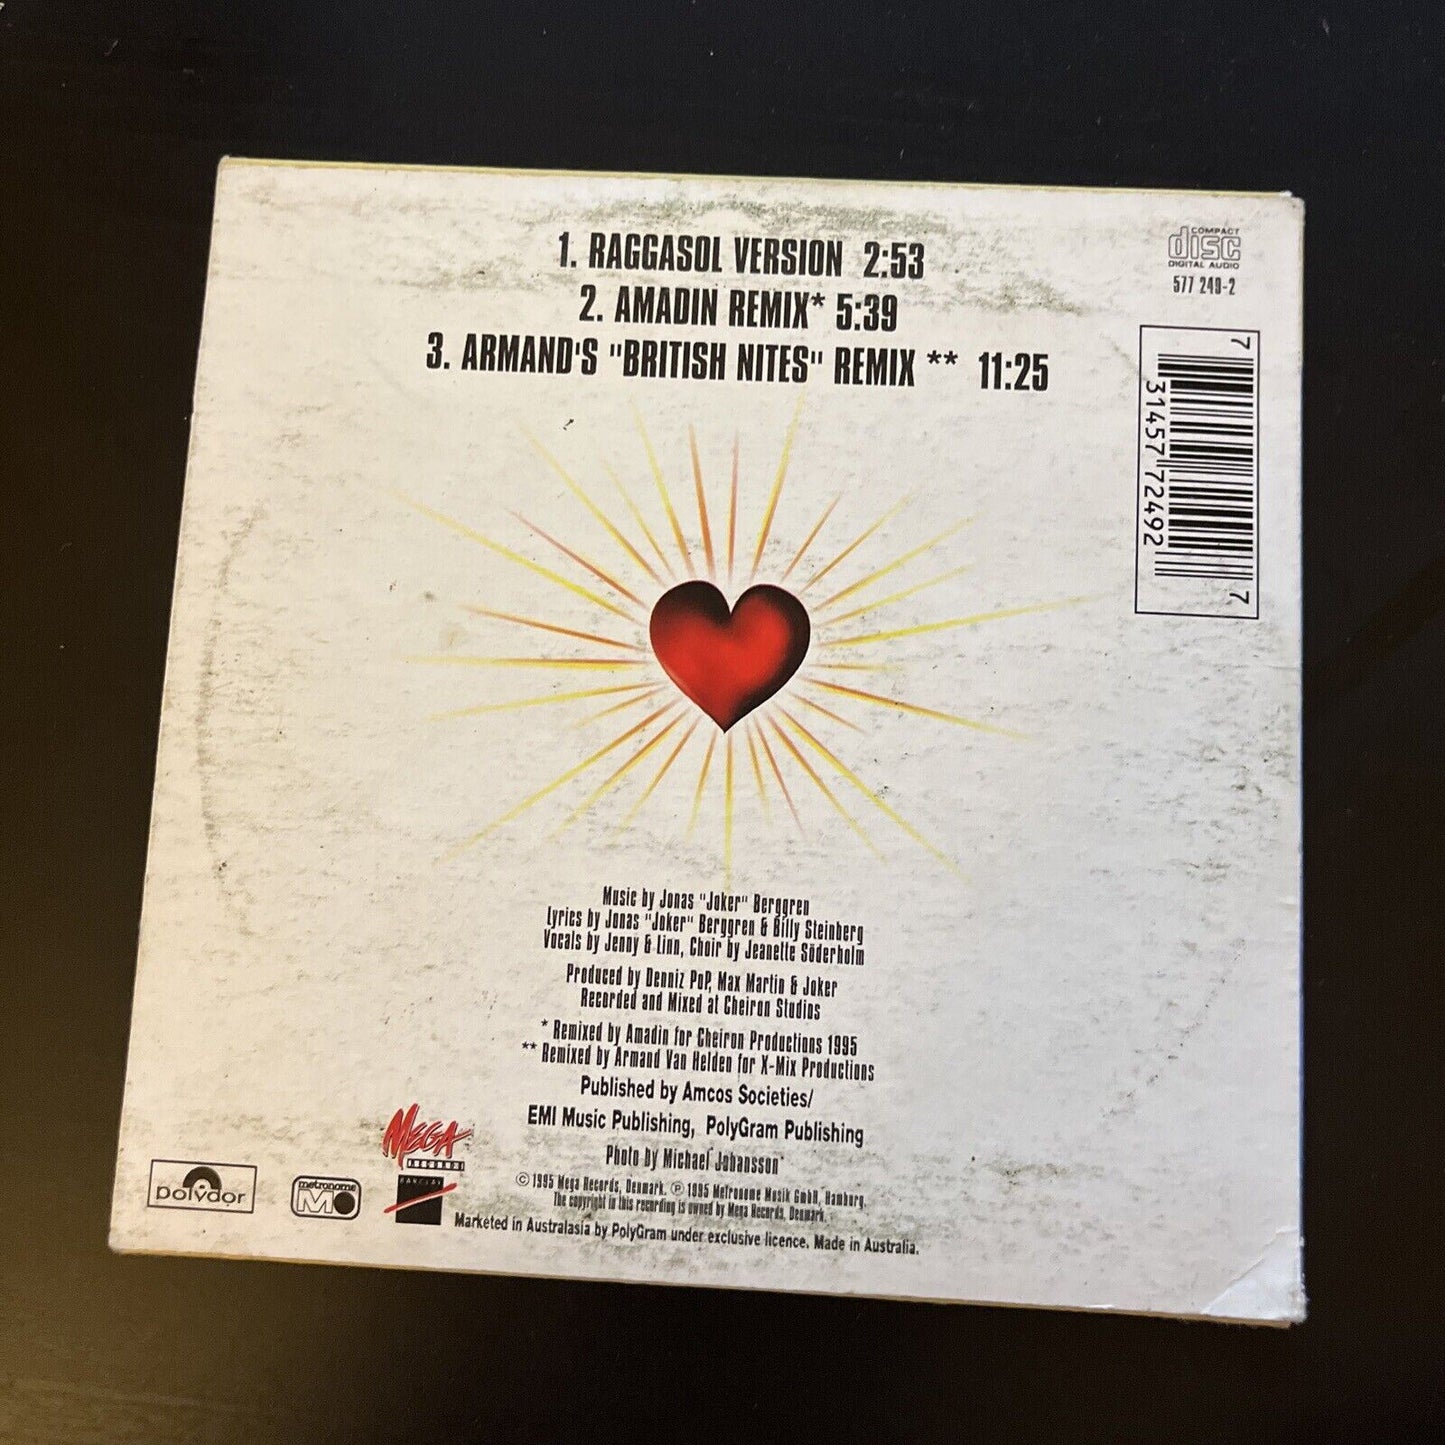 1. RAGGASOL VERSION 2:53
2. AMADIN REMIX* 5:39
3. ARMAND'S "BRITISH NITES" REMIX ** 11:25
COMPACT
disc
DIGITAL AUDIO
577 249-2
7 31457 72492 7
Music by Jonas "Joker" Berggren
Lyrics by Jonas "Joker" Berggren & Billy Steinberg
Vocals by Jenny & Linn, Choir by Jeanette Söderholm
Produced by Denniz PoP, Max Martin & Joker
Recorded and Mixed at Cheiron Studios
* Remixed by Amadin for Cheiron Productions 1995
** Remixed by Armand Van Helden for X-Mix Productions
Published by Amcos Societies/
EMI Music Publishing, PolyGram Publishing
Photo by Michael Johansson
© 1995 Mega Records, Denmark. ℗ 1995 Metronome Musik GmbH, Hamburg.
The copyright in this recording is owned by Mega Records, Denmark.
Marketed in Australasia by PolyGram under exclusive licence. Made in Australia.
polydor
metronome
MEGA
RECORDS
BARCLAY